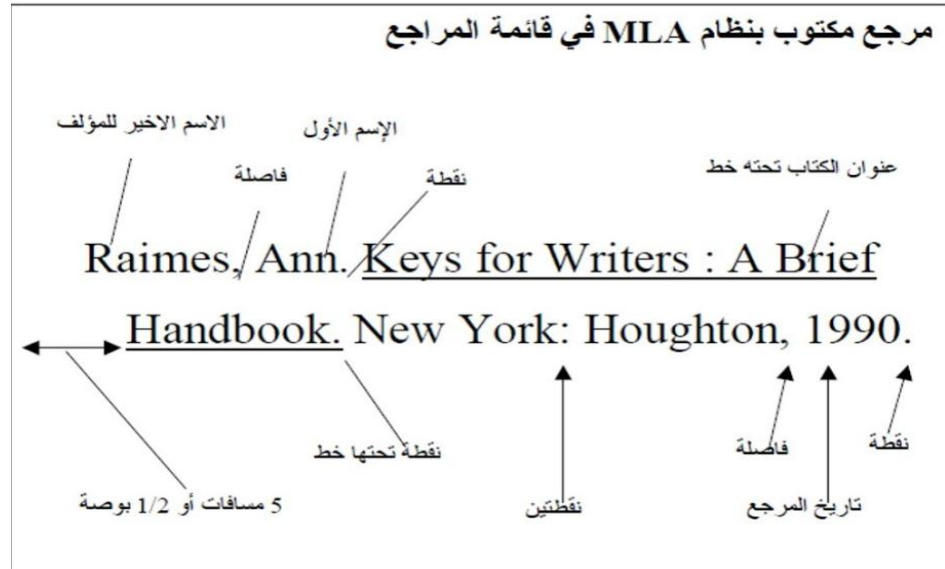 مرجع مكتوب بنظام MLA في قائمة المراجع
الاسم الاخير للمؤلف
الإسم الأول
فاصلة
نقطة
عنوان الكتاب تحته خط
Raimes, Ann. Keys for Writers : A Brief
Handbook. New York: Houghton, 1990.
نقطة تحتها خط
فاصلة
نقطة
5 مسافات أو 1/2 بوصة
نقطتين
تاريخ المرجع